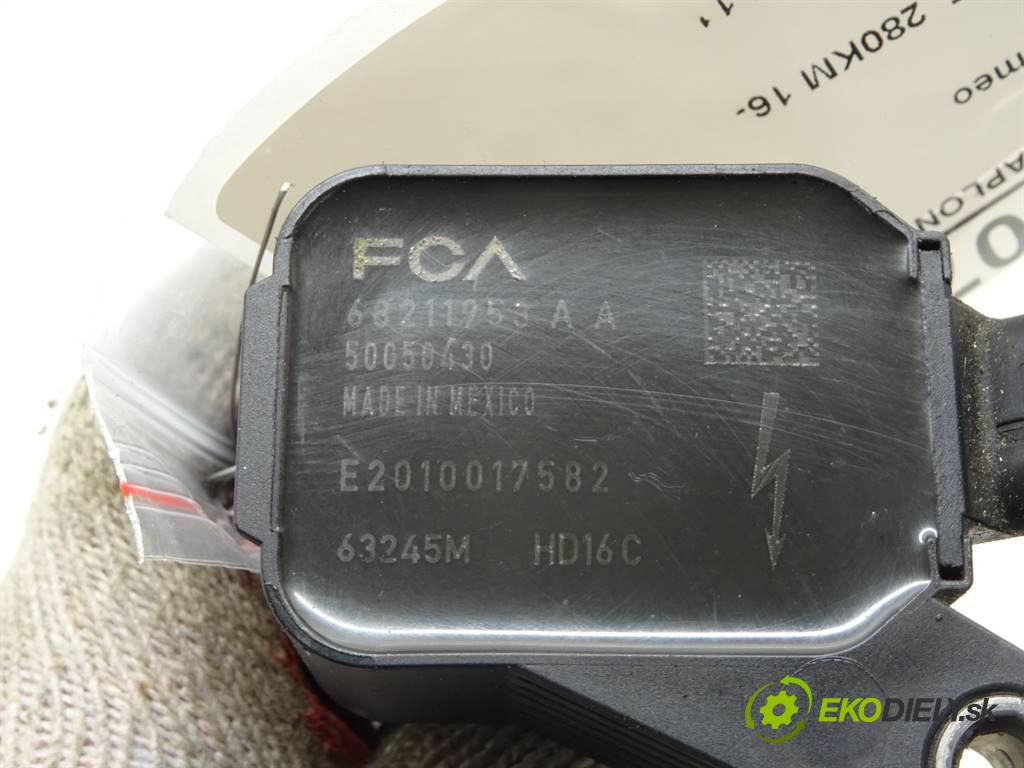 280KM 16-
meo
FCA
68211953 A A
50050430
MADE IN MEXICO
E2010017582
63245M HD16C
EKODIELY.sk